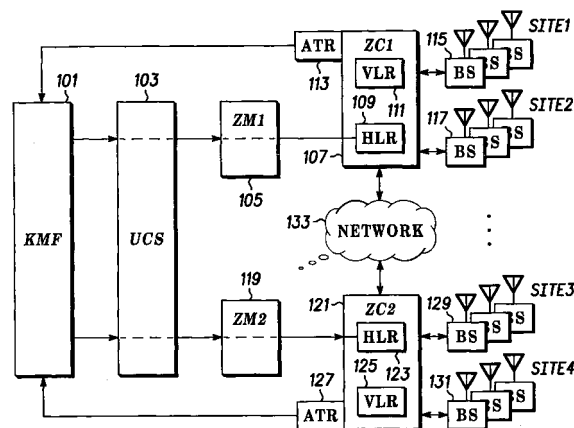 101
103
ATR
113
ZC1
VLR
111
109
HLR
107
115
BS
BS
BS
SITE1
SITE2
117
BS
BS
BS
ZM1
105
KMF
UCS
133
NETWORK
119
ZM2
121
ZC2
HLR
123
125
VLR
127
ATR
129
BS
BS
BS
SITE3
SITE4
131
BS
BS
BS